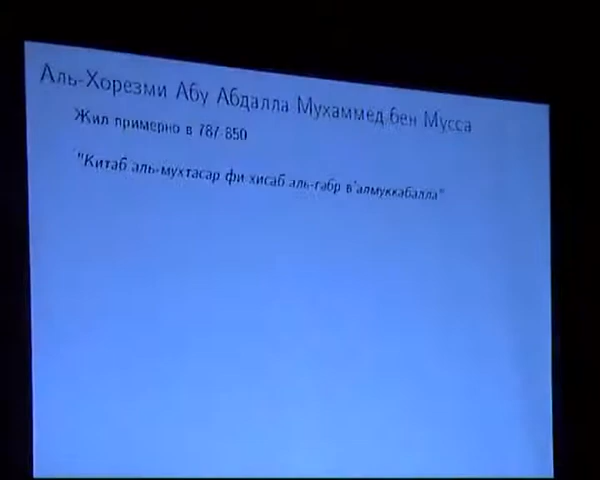 Аль-Хорезми Абу Абдалла Мухаммед бен Мусса
Жил примерно в 787 850
"Китаб аль-мухтасар фи хисаб аль-габр в'алмуккабалла"